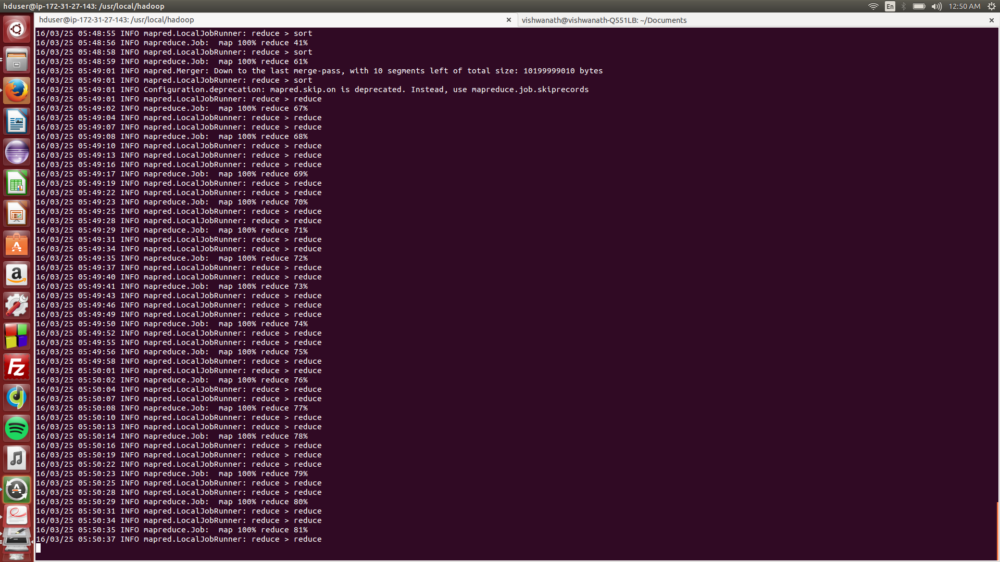 hduser@ip-172-31-27-143: /usr/local/hadoop
En
12:50 AM
hduser@ip-172-31-27-143: /usr/local/hadoop
vishwanath@vishwanath-Q551LB: ~/Documents
16/03/25 05:48:55 INFO mapred.LocalJobRunner: reduce > sort
16/03/25 05:48:56 INFO mapreduce.Job:  map 100% reduce 41%
16/03/25 05:48:58 INFO mapred.LocalJobRunner: reduce > sort
16/03/25 05:48:59 INFO mapreduce.Job:  map 100% reduce 61%
16/03/25 05:49:01 INFO mapred.Merger: Down to the last merge-pass, with 10 segments left of total size: 10199999010 bytes
16/03/25 05:49:01 INFO mapred.LocalJobRunner: reduce > sort
16/03/25 05:49:01 INFO Configuration.deprecation: mapred.skip.on is deprecated. Instead, use mapreduce.job.skiprecords
16/03/25 05:49:01 INFO mapred.LocalJobRunner: reduce > reduce
16/03/25 05:49:02 INFO mapreduce.Job:  map 100% reduce 67%
16/03/25 05:49:04 INFO mapred.LocalJobRunner: reduce > reduce
16/03/25 05:49:07 INFO mapred.LocalJobRunner: reduce > reduce
16/03/25 05:49:08 INFO mapreduce.Job:  map 100% reduce 68%
16/03/25 05:49:10 INFO mapred.LocalJobRunner: reduce > reduce
16/03/25 05:49:13 INFO mapred.LocalJobRunner: reduce > reduce
16/03/25 05:49:16 INFO mapred.LocalJobRunner: reduce > reduce
16/03/25 05:49:17 INFO mapreduce.Job:  map 100% reduce 69%
16/03/25 05:49:19 INFO mapred.LocalJobRunner: reduce > reduce
16/03/25 05:49:22 INFO mapred.LocalJobRunner: reduce > reduce
16/03/25 05:49:23 INFO mapreduce.Job:  map 100% reduce 70%
16/03/25 05:49:25 INFO mapred.LocalJobRunner: reduce > reduce
16/03/25 05:49:28 INFO mapred.LocalJobRunner: reduce > reduce
16/03/25 05:49:29 INFO mapreduce.Job:  map 100% reduce 71%
16/03/25 05:49:31 INFO mapred.LocalJobRunner: reduce > reduce
16/03/25 05:49:34 INFO mapred.LocalJobRunner: reduce > reduce
16/03/25 05:49:35 INFO mapreduce.Job:  map 100% reduce 72%
16/03/25 05:49:37 INFO mapred.LocalJobRunner: reduce > reduce
16/03/25 05:49:40 INFO mapred.LocalJobRunner: reduce > reduce
16/03/25 05:49:41 INFO mapreduce.Job:  map 100% reduce 73%
16/03/25 05:49:43 INFO mapred.LocalJobRunner: reduce > reduce
16/03/25 05:49:46 INFO mapred.LocalJobRunner: reduce > reduce
16/03/25 05:49:49 INFO mapred.LocalJobRunner: reduce > reduce
16/03/25 05:49:50 INFO mapreduce.Job:  map 100% reduce 74%
16/03/25 05:49:52 INFO mapred.LocalJobRunner: reduce > reduce
16/03/25 05:49:55 INFO mapred.LocalJobRunner: reduce > reduce
16/03/25 05:49:56 INFO mapreduce.Job:  map 100% reduce 75%
16/03/25 05:49:58 INFO mapred.LocalJobRunner: reduce > reduce
16/03/25 05:50:01 INFO mapred.LocalJobRunner: reduce > reduce
16/03/25 05:50:02 INFO mapreduce.Job:  map 100% reduce 76%
16/03/25 05:50:04 INFO mapred.LocalJobRunner: reduce > reduce
16/03/25 05:50:07 INFO mapred.LocalJobRunner: reduce > reduce
16/03/25 05:50:08 INFO mapreduce.Job:  map 100% reduce 77%
16/03/25 05:50:10 INFO mapred.LocalJobRunner: reduce > reduce
16/03/25 05:50:13 INFO mapred.LocalJobRunner: reduce > reduce
16/03/25 05:50:14 INFO mapreduce.Job:  map 100% reduce 78%
16/03/25 05:50:16 INFO mapred.LocalJobRunner: reduce > reduce
16/03/25 05:50:19 INFO mapred.LocalJobRunner: reduce > reduce
16/03/25 05:50:22 INFO mapred.LocalJobRunner: reduce > reduce
16/03/25 05:50:23 INFO mapreduce.Job:  map 100% reduce 79%
16/03/25 05:50:25 INFO mapred.LocalJobRunner: reduce > reduce
16/03/25 05:50:28 INFO mapred.LocalJobRunner: reduce > reduce
16/03/25 05:50:29 INFO mapreduce.Job:  map 100% reduce 80%
16/03/25 05:50:31 INFO mapred.LocalJobRunner: reduce > reduce
16/03/25 05:50:34 INFO mapred.LocalJobRunner: reduce > reduce
16/03/25 05:50:35 INFO mapreduce.Job:  map 100% reduce 81%
16/03/25 05:50:37 INFO mapred.LocalJobRunner: reduce > reduce